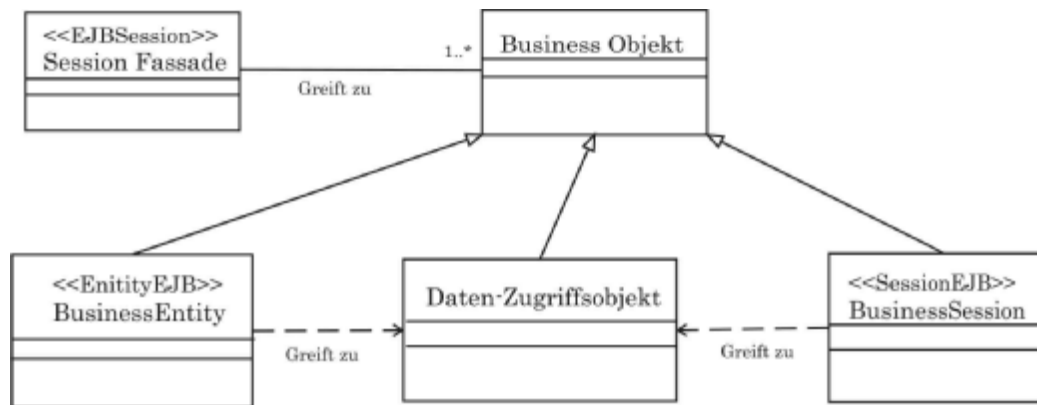 <<EJBSession>>
Session Fassade
1..*
Business Objekt
Greift zu
<<EnitityEJB>>
BusinessEntity
Daten-Zugriffsobjekt
<<SessionEJB>>
BusinessSession
Greift zu
Greift zu